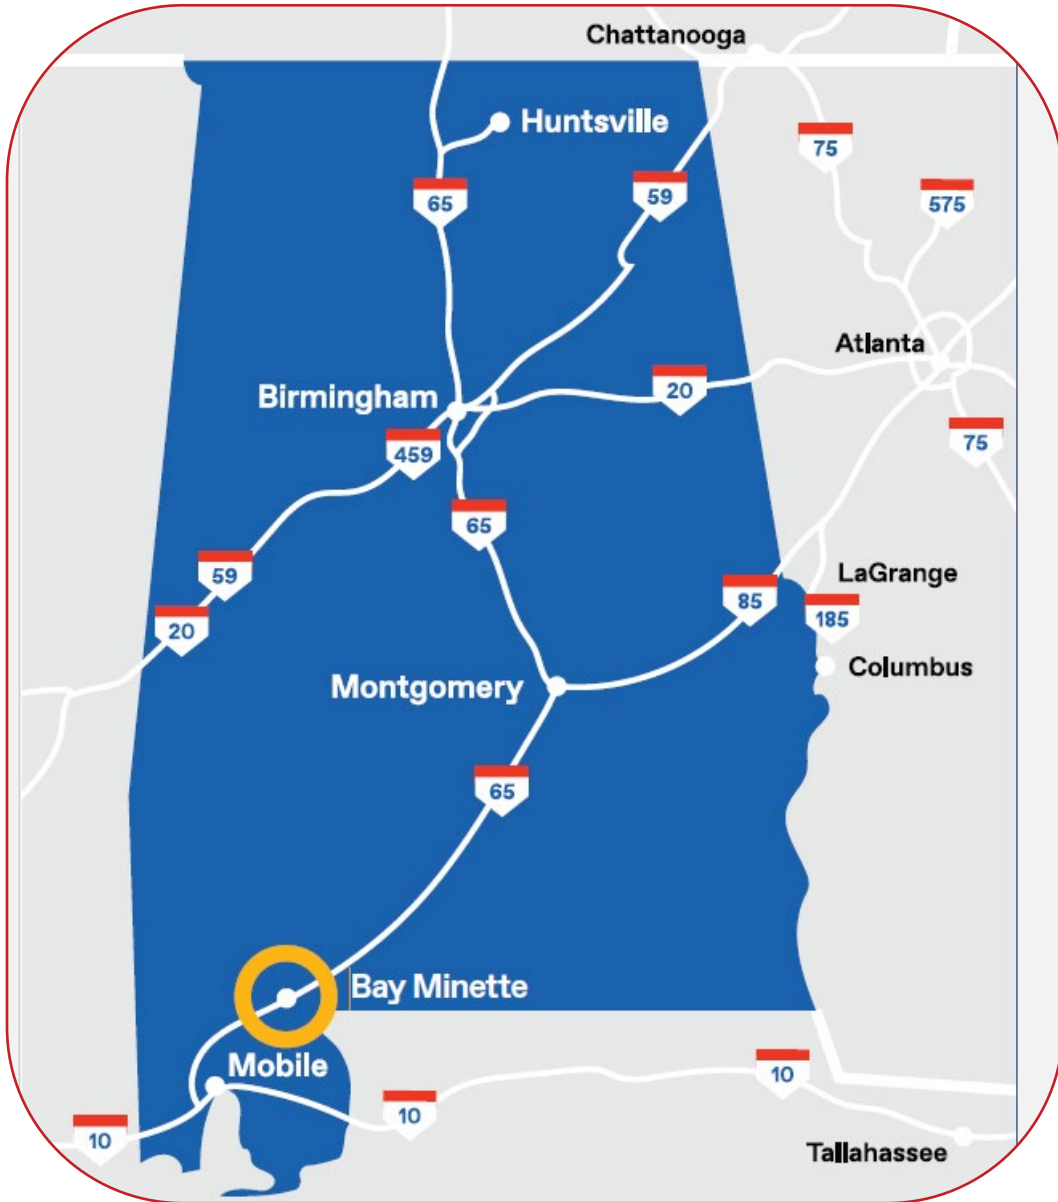 Chattanooga
Huntsville
75
65
59
575
Atlanta
20
Birmingham
75
459
65
59
LaGrange
85
185
20
Columbus
Montgomery
65
Bay Minette
Mobile
10
10
10
Tallahassee